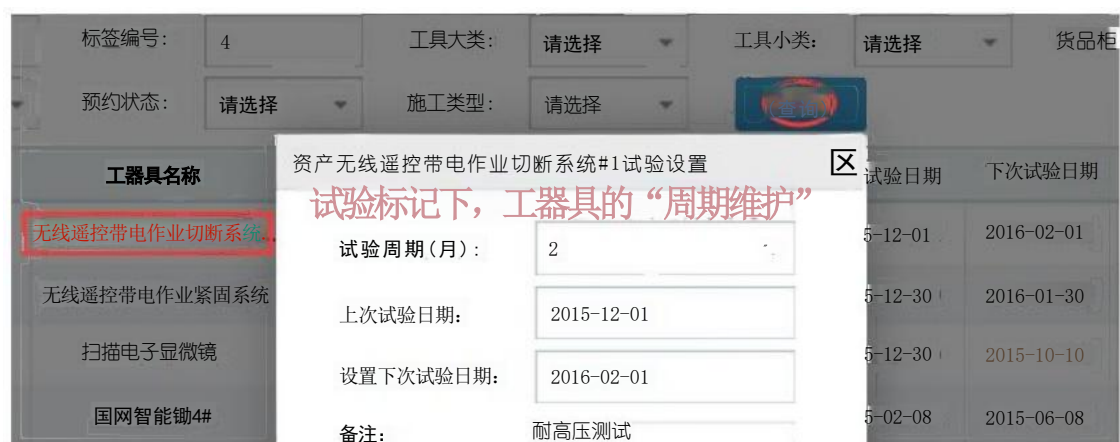 标签编号： 4 工具大类： 请选择 工具小类： 请选择 货品柜
预约状态： 请选择 施工类型： 请选择 查询
工器具名称 资产无线遥控带电作业切断系统#1试验设置 试验日期 下次试验日期
试验标记下，工器具的“周期维护”
无线遥控带电作业切断系统... 试验周期(月)： 2 5-12-01 2016-02-01
无线遥控带电作业紧固系统 上次试验日期： 2015-12-01 5-12-30 2016-01-30
扫描电子显微镜 设置下次试验日期： 2016-02-01 5-12-30 2015-10-10
国网智能锄4# 备注： 耐高压测试 5-02-08 2015-06-08